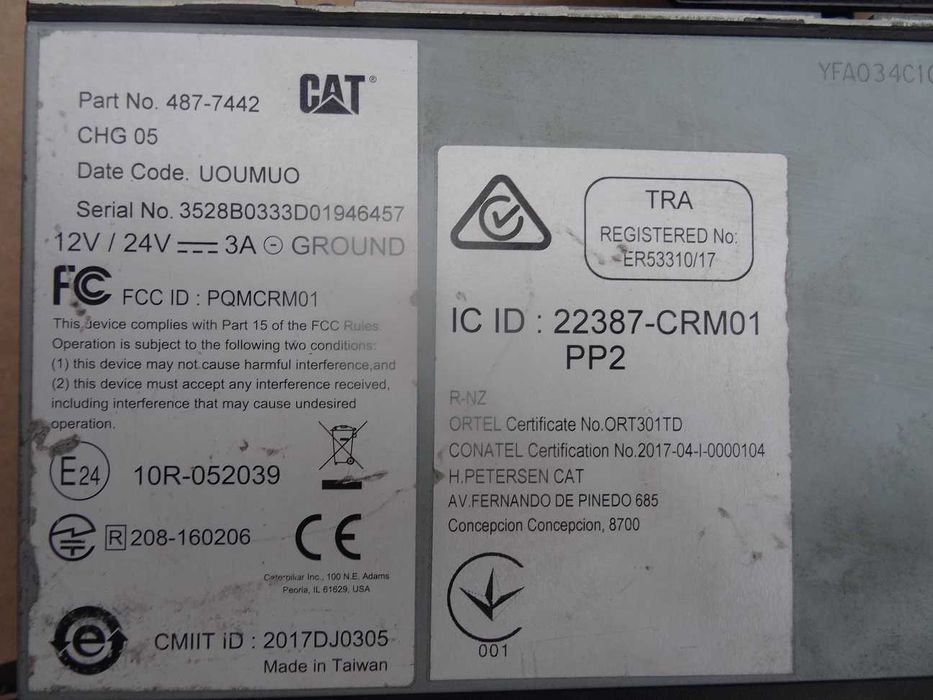 CAT®
Part No. 487-7442
CHG 05
Date Code. UOUMUO
Serial No. 3528B0333D01946457
12V / 24V 3A GROUND
FC FCC ID : PQMCRM01
This device complies with Part 15 of the FCC Rules.
Operation is subject to the following two conditions:
(1) this device may not cause harmful interference,and
(2) this device must accept any interference received,
including interference that may cause undesired
operation.
E24 10R-052039
R 208-160206 CE
Caterpillar Inc., 100 N.E. Adams
Peoria, IL 61629, USA
e CMIIT iD : 2017DJ0305
Made in Taiwan
YFA034C1
TRA
REGISTERED No:
ER53310/17
IC ID : 22387-CRM01
PP2
R-NZ
ORTEL Certificate No.ORT301TD
CONATEL Certification No.2017-04-I-0000104
H.PETERSEN CAT
AV.FERNANDO DE PINEDO 685
Concepcion Concepcion, 8700
001